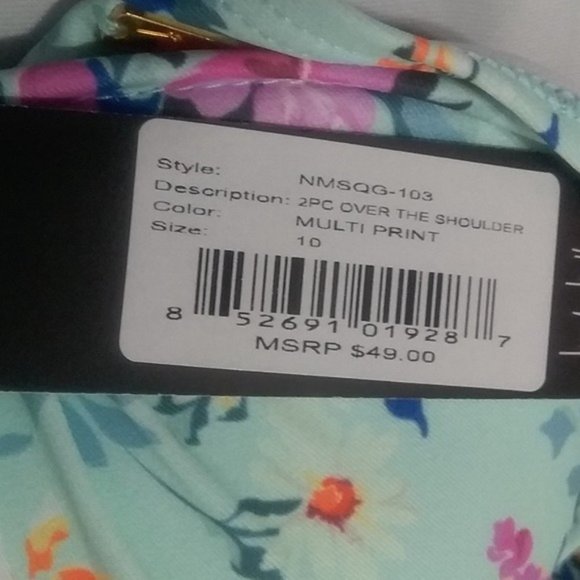 Style: NMSQG-103
Description: 2PC OVER THE SHOULDER
Color: MULTI PRINT
Size: 10
8 52691 01928 7
MSRP $49.00